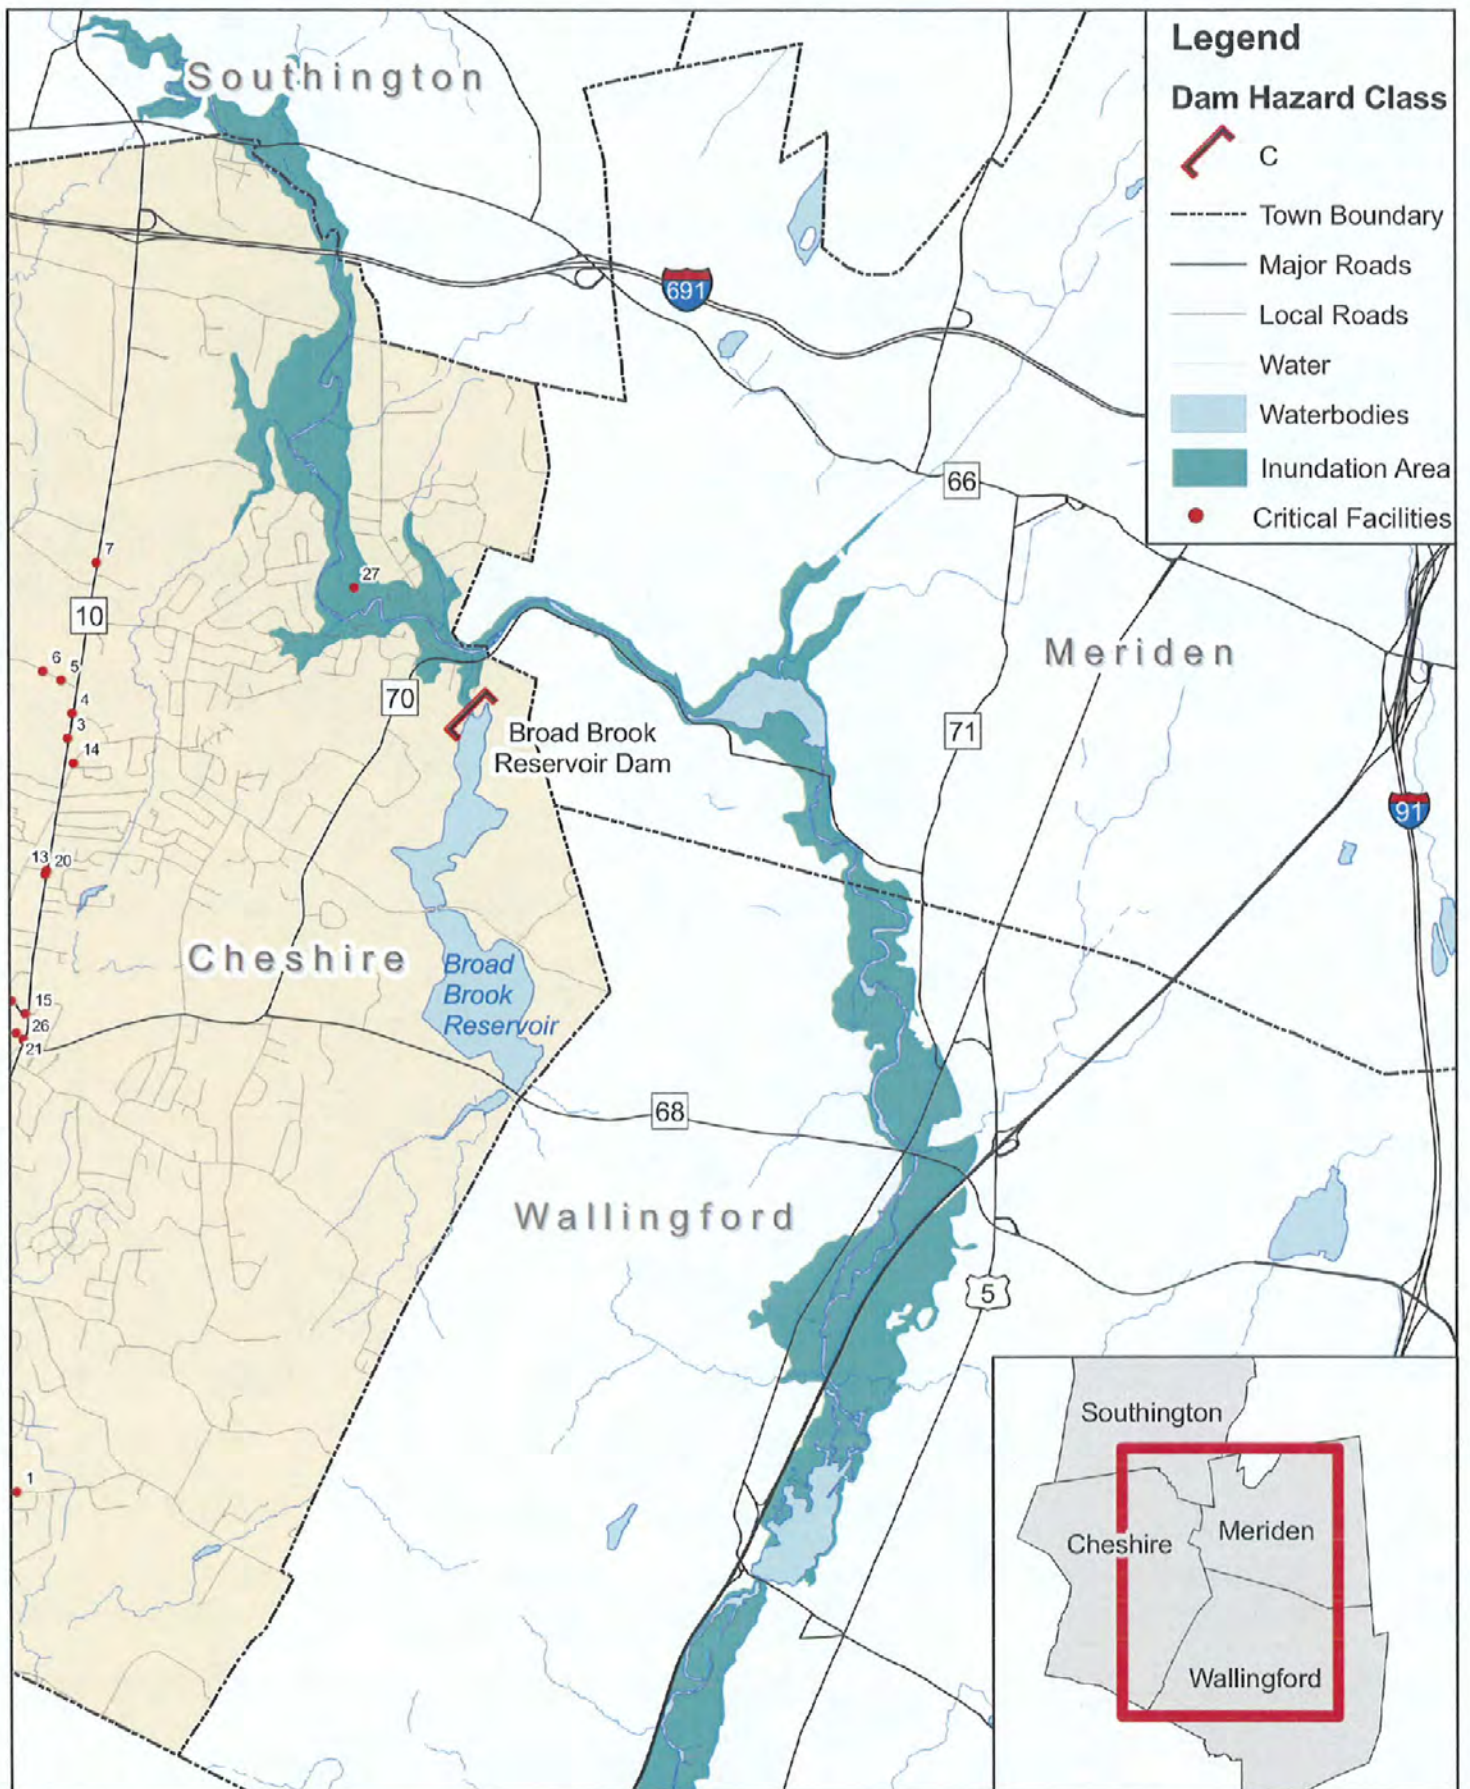 Legend
Dam Hazard Class
C
Town Boundary
Major Roads
Local Roads
Water
Waterbodies
Inundation Area
Critical Facilities
Southington
691
66
7
27
10
Meriden
6
5
4
70
3
71
14
Broad Brook
Reservoir Dam
91
13
20
Cheshire
Broad
Brook
Reservoir
15
26
21
68
Wallingford
5
1
Southington
Cheshire
Meriden
Wallingford